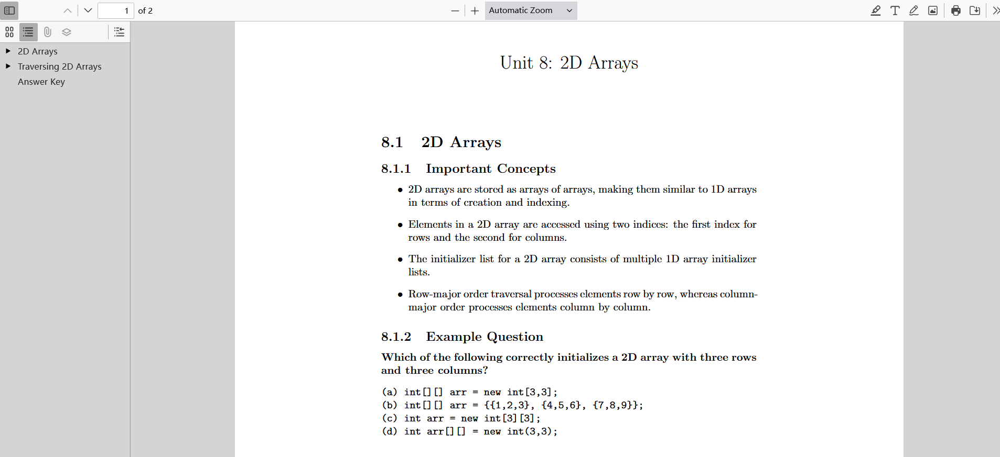 1 of 2
Automatic Zoom
2D Arrays
Traversing 2D Arrays
Answer Key
Unit 8: 2D Arrays
8.1 2D Arrays
8.1.1 Important Concepts
• 2D arrays are stored as arrays of arrays, making them similar to 1D arrays
in terms of creation and indexing.
• Elements in a 2D array are accessed using two indices: the first index for
rows and the second for columns.
• The initializer list for a 2D array consists of multiple 1D array initializer
lists.
• Row-major order traversal processes elements row by row, whereas column-
major order processes elements column by column.
8.1.2 Example Question
Which of the following correctly initializes a 2D array with three rows
and three columns?
(a) int[][] arr = new int[3,3];
(b) int[][] arr = {{1,2,3}, {4,5,6}, {7,8,9}};
(c) int arr = new int[3][3];
(d) int arr[][] = new int(3,3);